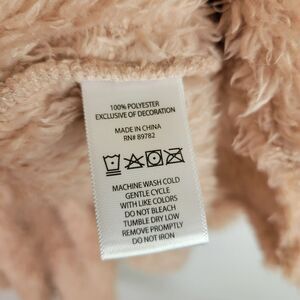 100% POLYESTER
EXCLUSIVE OF DECORATION
MADE IN CHINA
RN# 89782
MACHINE WASH COLD
GENTLE CYCLE
WITH LIKE COLORS
DO NOT BLEACH
TUMBLE DRY LOW
REMOVE PROMPTLY
DO NOT IRON